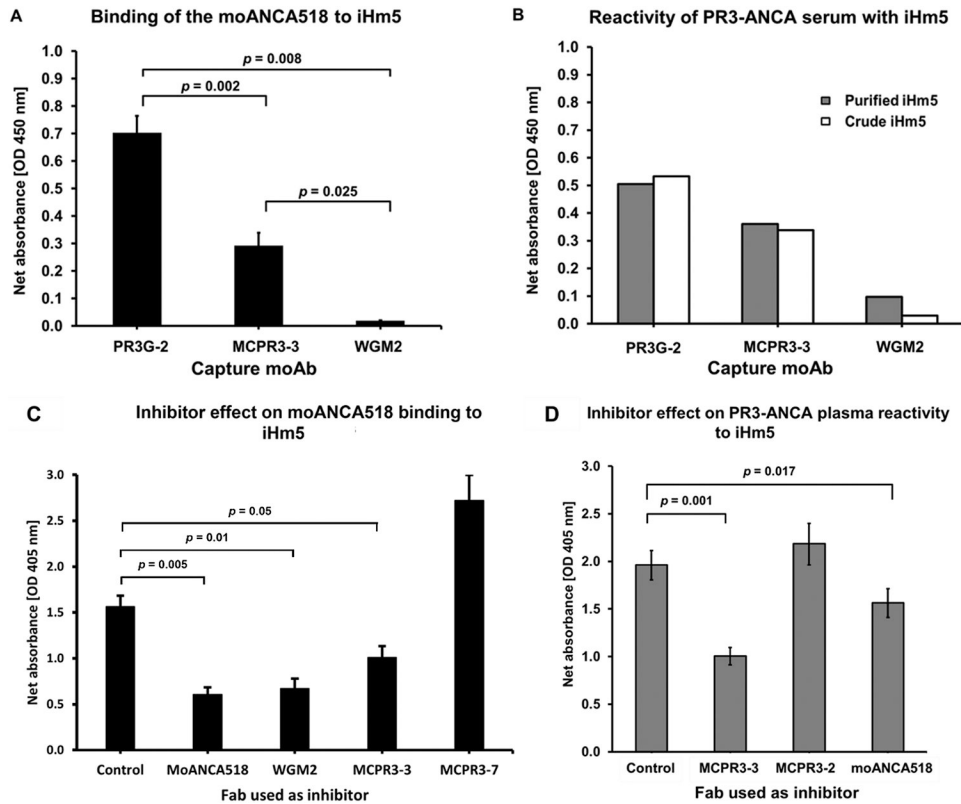 A
Binding of the moANCA518 to iHm5
Net absorbance [OD 450 nm]
1.0
0.9
0.8
0.7
0.6
0.5
0.4
0.3
0.2
0.1
0.0
p = 0.008
p = 0.002
p = 0.025
PR3G-2 MCPR3-3 WGM2
Capture moAb
B
Reactivity of PR3-ANCA serum with iHm5
Net absorbance [OD 450 nm]
1.0
0.9
0.8
0.7
0.6
0.5
0.4
0.3
0.2
0.1
0.0
Purified iHm5
Crude iHm5
PR3G-2 MCPR3-3 WGM2
Capture moAb
C
Inhibitor effect on moANCA518 binding to
iHm5
Net absorbance [OD 405 nm]
3.0
2.5
2.0
1.5
1.0
0.5
0.0
p = 0.05
p = 0.01
p = 0.005
Control MoANCA518 WGM2 MCPR3-3 MCPR3-7
Fab used as inhibitor
D
Inhibitor effect on PR3-ANCA plasma reactivity
to iHm5
Net absorbance [OD 405 nm]
3.0
2.5
2.0
1.5
1.0
0.5
0.0
p = 0.017
p = 0.001
Control MCPR3-3 MCPR3-2 moANCA518
Fab used as inhibitor